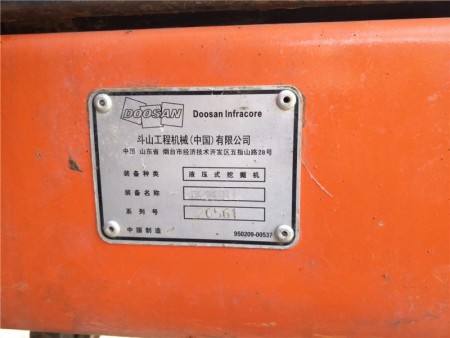 DOOSAN Doosan Infracore
斗山工程机械(中国)有限公司
中国 山东省 烟台市经济技术开发区五指山路28号
装备种类 液压式挖掘机
装备名称
系列号 20561
中国制造 950209-00537